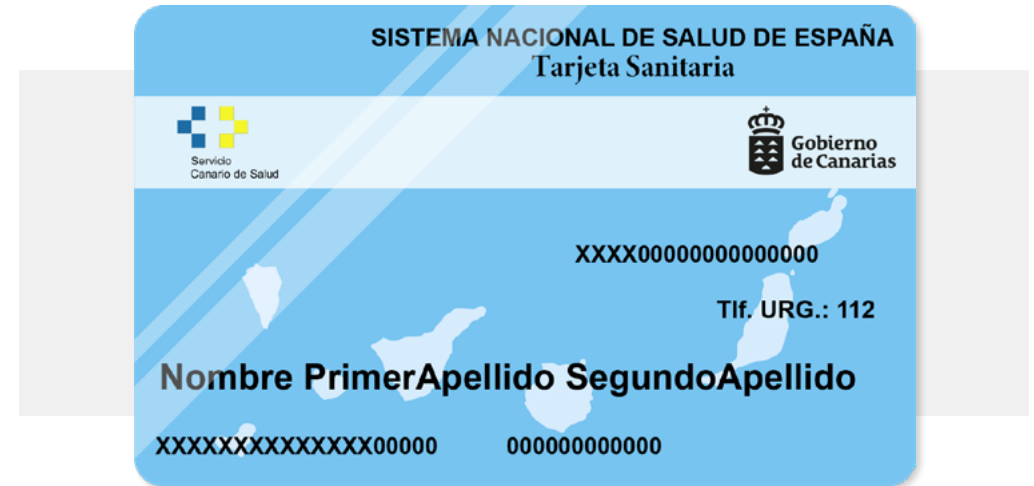 SISTEMA NACIONAL DE SALUD DE ESPAÑA
Tarjeta Sanitaria
Servicio
Canario de Salud
Gobierno
de Canarias
XXXX00000000000000
Tlf. URG.: 112
Nombre PrimerApellido SegundoApellido
XXXXXXXXXXXXXX00000 000000000000